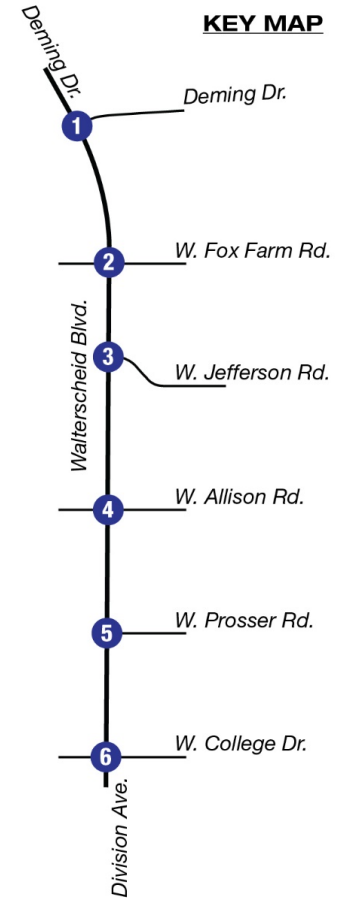 KEY MAP
Deming Dr.
Deming Dr.
1
W. Fox Farm Rd.
2
Walterscheid Blvd.
3
W. Jefferson Rd.
W. Allison Rd.
4
W. Prosser Rd.
5
W. College Dr.
6
Division Ave.